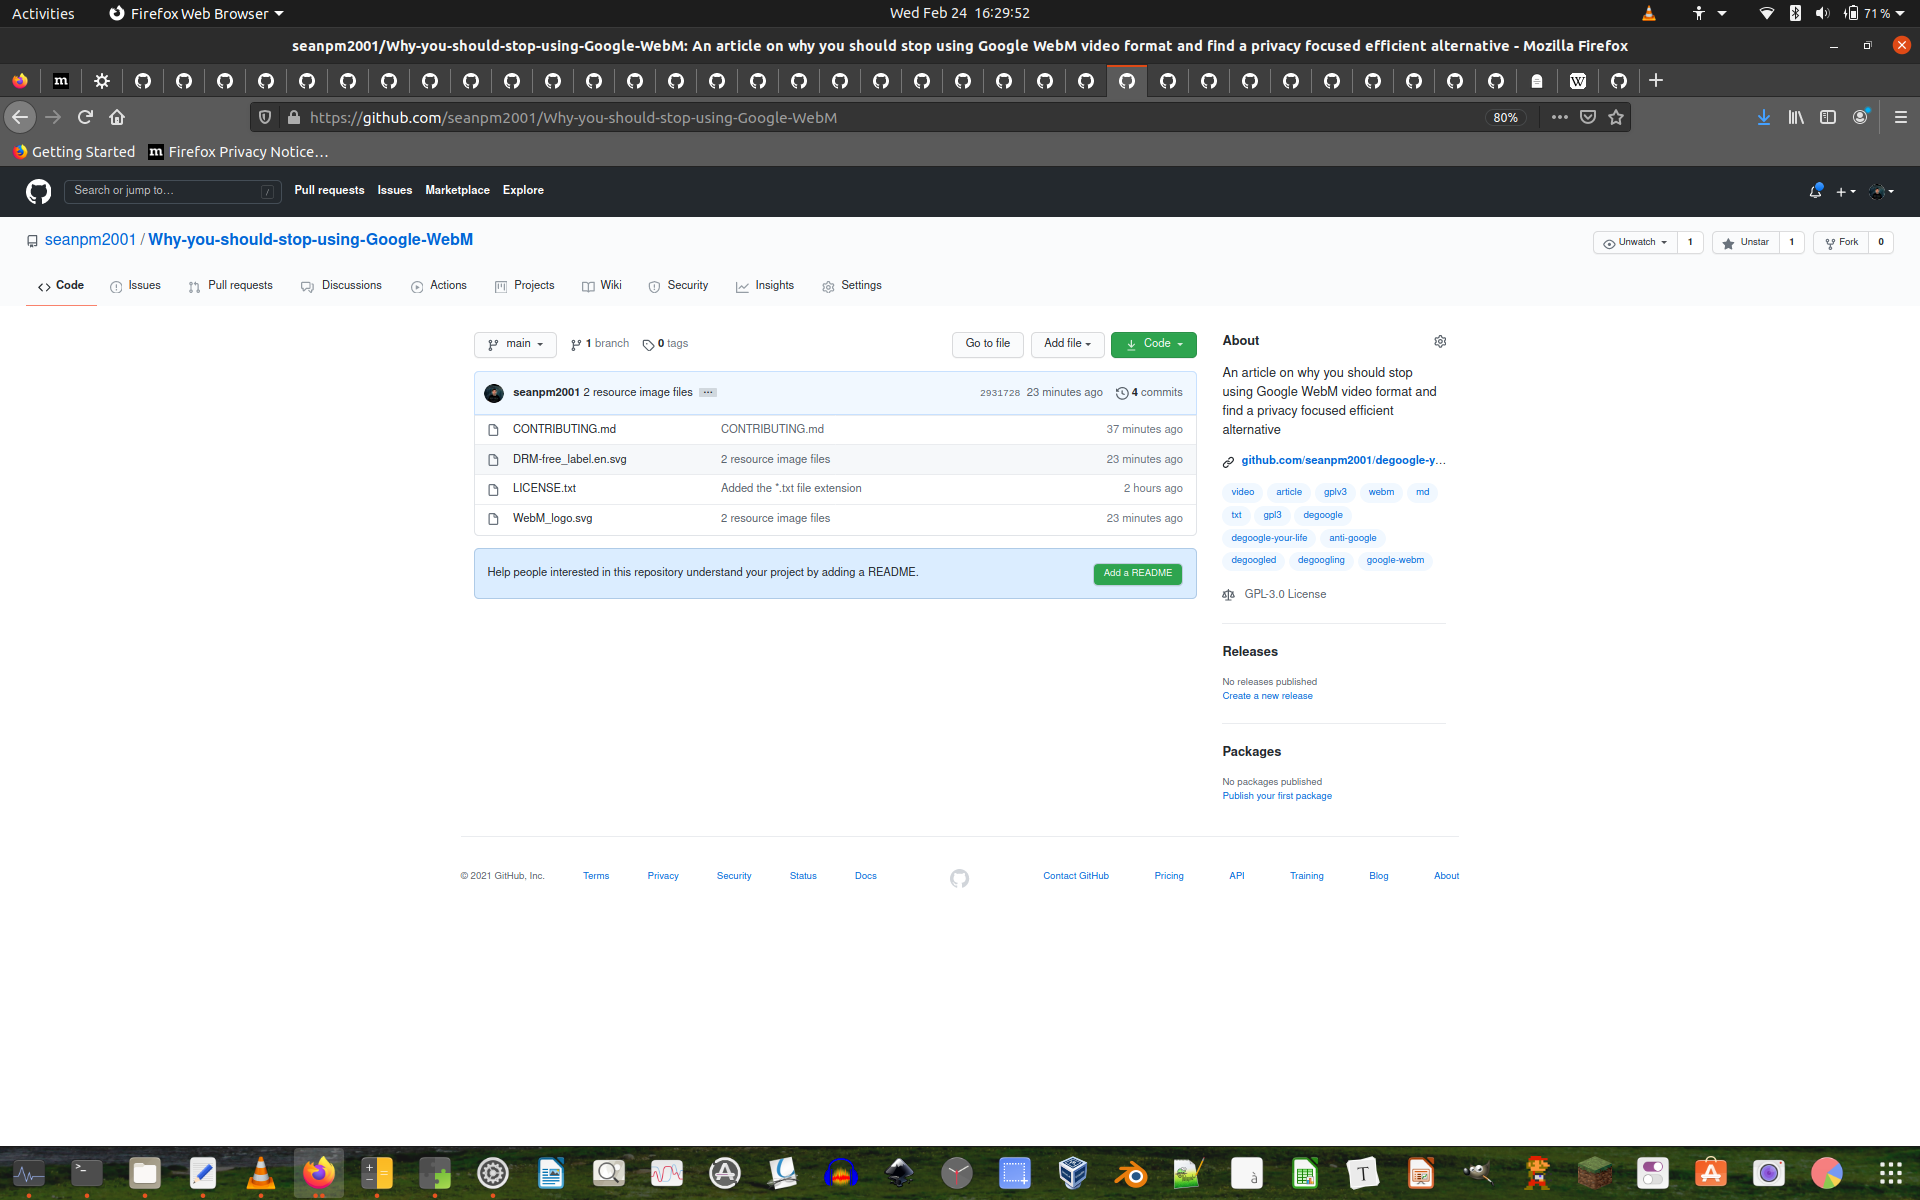 Activities
Firefox Web Browser
Wed Feb 24 16:29:52
71 %
seanpm2001/Why-you-should-stop-using-Google-WebM: An article on why you should stop using Google WebM video format and find a privacy focused efficient alternative - Mozilla Firefox
https://github.com/seanpm2001/Why-you-should-stop-using-Google-WebM
80%
Getting Started
Firefox Privacy Notice…
Search or jump to…
/
Pull requests
Issues
Marketplace
Explore
seanpm2001 / Why-you-should-stop-using-Google-WebM
Unwatch 1
Unstar 1
Fork 0
Code
Issues
Pull requests
Discussions
Actions
Projects
Wiki
Security
Insights
Settings
main
1 branch
0 tags
Go to file
Add file
Code
seanpm2001 2 resource image files
2931728 23 minutes ago
4 commits
CONTRIBUTING.md CONTRIBUTING.md 37 minutes ago
DRM-free_label.en.svg 2 resource image files 23 minutes ago
LICENSE.txt Added the *.txt file extension 2 hours ago
WebM_logo.svg 2 resource image files 23 minutes ago
Help people interested in this repository understand your project by adding a README.
Add a README
About
An article on why you should stop
using Google WebM video format and
find a privacy focused efficient
alternative
github.com/seanpm2001/degoogle-y…
video article gplv3 webm md
txt gpl3 degoogle
degoogle-your-life anti-google
degoogled degoogling google-webm
GPL-3.0 License
Releases
No releases published
Create a new release
Packages
No packages published
Publish your first package
© 2021 GitHub, Inc.
Terms
Privacy
Security
Status
Docs
Contact GitHub
Pricing
API
Training
Blog
About